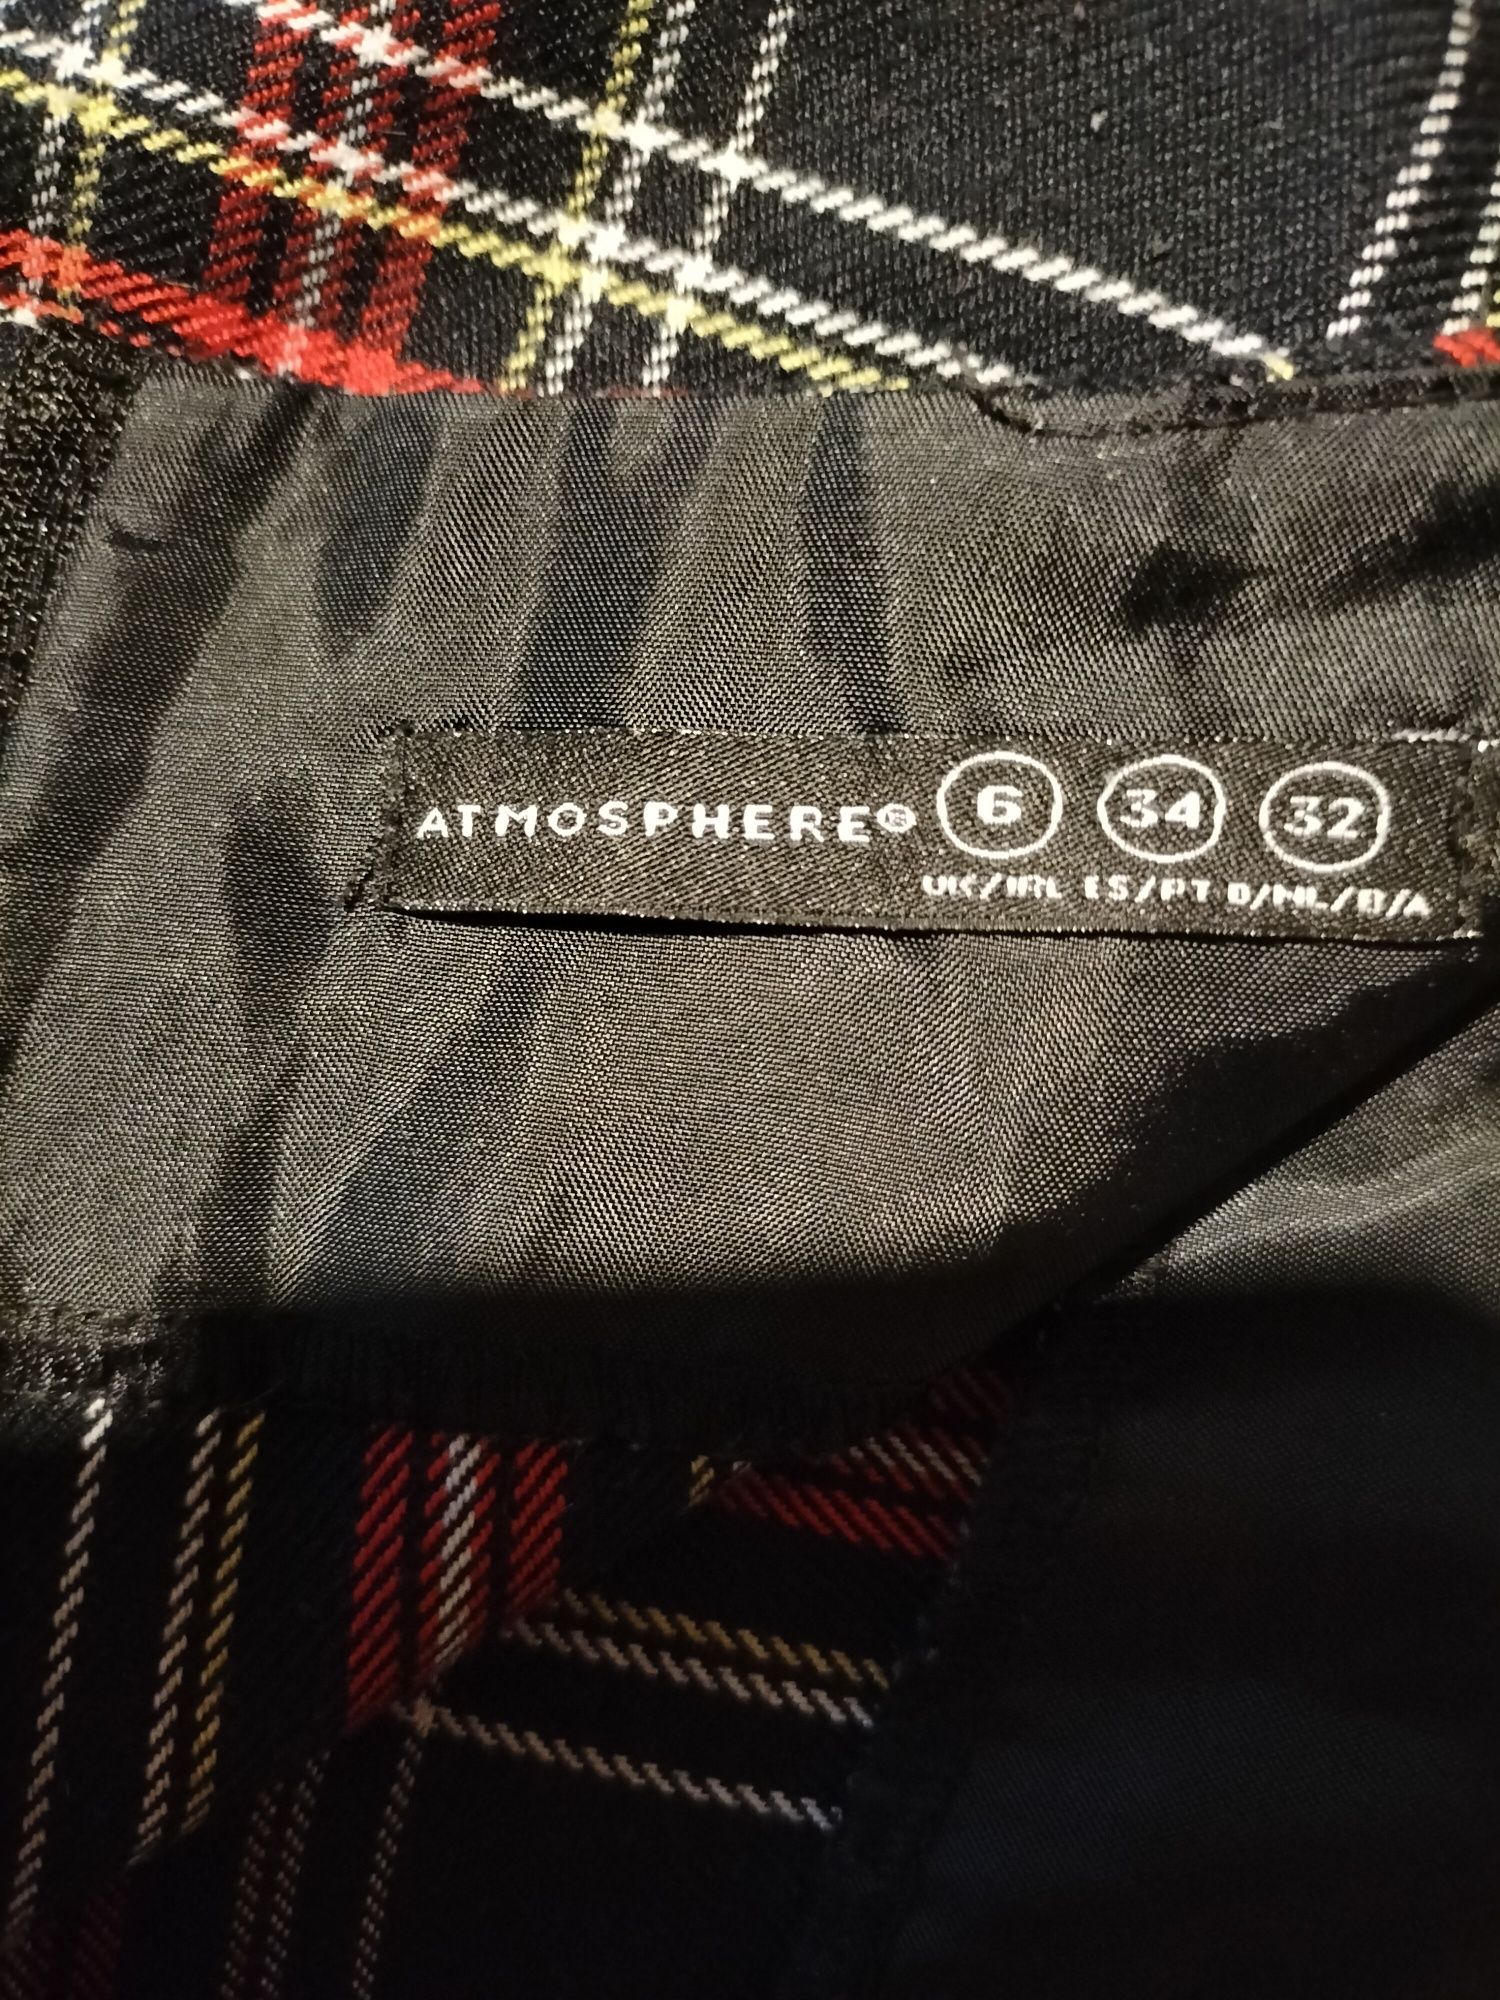 ATMOSPHERE® 6 34 32
UK/IRL ES/PT D/NL/B/A